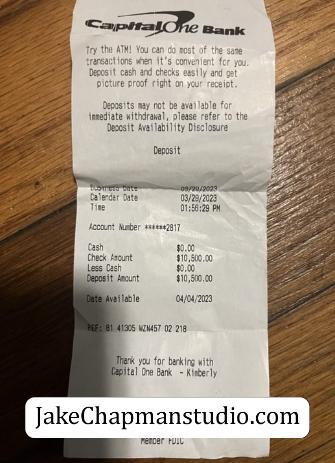 Capital One Bank
Try the ATM! You can do most of the same
transactions when it's convenient for you.
Deposit cash and checks easily and get
picture proof right on your receipt.
Deposits may not be available for
immediate withdrawal, please refer to the
Deposit Availability Disclosure
Deposit
Business Date 03/29/2023
Calendar Date 03/29/2023
Time 01:56:29 PM
Account Number ******2817
Cash $0.00
Check Amount $10,500.00
Less Cash $0.00
Deposit Amount $10,500.00
Date Available 04/04/2023
REF: 81 41305 WZN457 02 218
Thank you for banking with
Capital One Bank - Kimberly
JakeChapmanstudio.com
Member FDIC